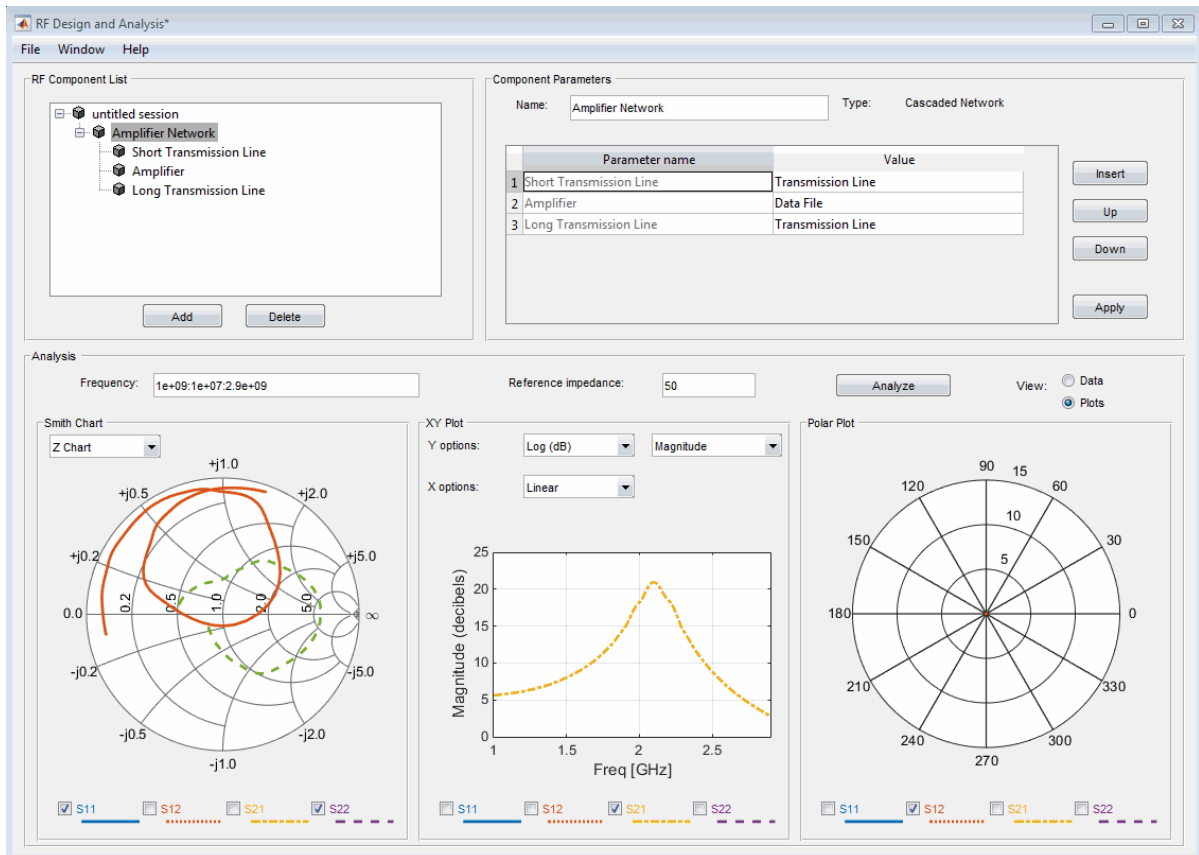 RF Design and Analysis*
File Window Help
RF Component List
untitled session
Amplifier Network
Short Transmission Line
Amplifier
Long Transmission Line
Add Delete
Component Parameters
Name: Amplifier Network Type: Cascaded Network
Parameter name Value
1 Short Transmission Line Transmission Line
2 Amplifier Data File
3 Long Transmission Line Transmission Line
Insert
Up
Down
Apply
Analysis
Frequency: 1e+09:1e+07:2.9e+09 Reference impedance: 50 Analyze View: Data
Plots
Smith Chart
Z Chart
+j1.0
+j0.5 +j2.0
+j0.2 +j5.0
0.0 0.2 0.5 1.0 2.0 5.0 ∞
-j0.2 -j5.0
-j0.5 -j2.0
-j1.0
S11 S12 S21 S22
XY Plot
Y options: Log (dB) Magnitude
X options: Linear
Magnitude (decibels)
25
20
15
10
5
0
1 1.5 2 2.5
Freq [GHz]
S11 S12 S21 S22
Polar Plot
90 15
120 60
10
150 5 30
180 0
210 330
240 300
270
S11 S12 S21 S22